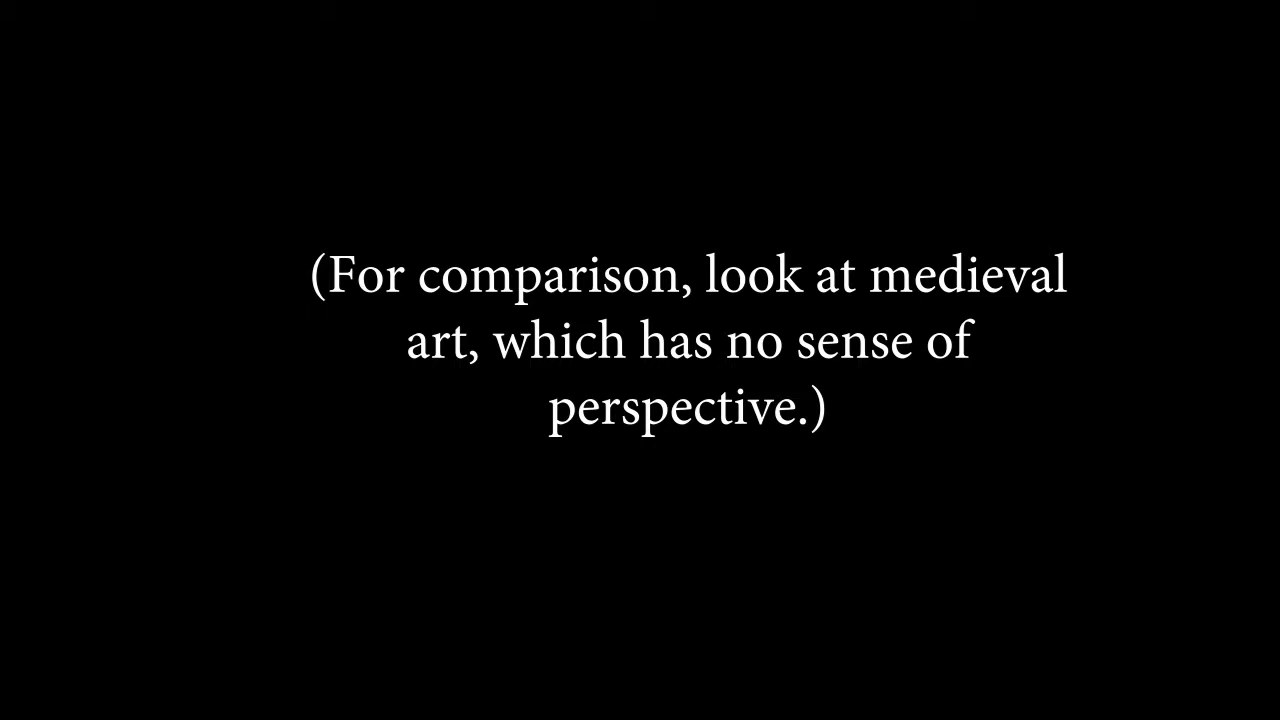 (For comparison, look at medieval
art, which has no sense of
perspective.)